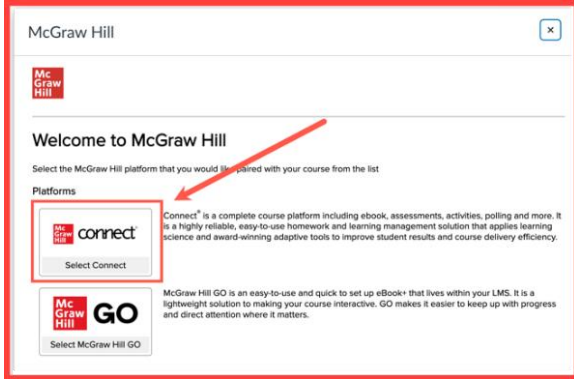 McGraw Hill
×
Mc
Graw
Hill
Welcome to McGraw Hill
Select the McGraw Hill platform that you would paired with your course from the list
Platforms
Mc
Graw
Hill
connect
Select Connect
Connect® is a complete course platform including ebook, assessments, activities, polling and more. It
is a highly reliable, easy-to-use homework and learning management solution that applies learning
science and award-winning adaptive tools to improve student results and course delivery efficiency.
Mc
Graw
Hill
GO
Select McGraw Hill GO
McGraw Hill GO is an easy-to-use and quick to set up eBook+ that lives within your LMS. It is a
lightweight solution to making your course interactive. GO makes it easier to keep up with progress
and direct attention where it matters.